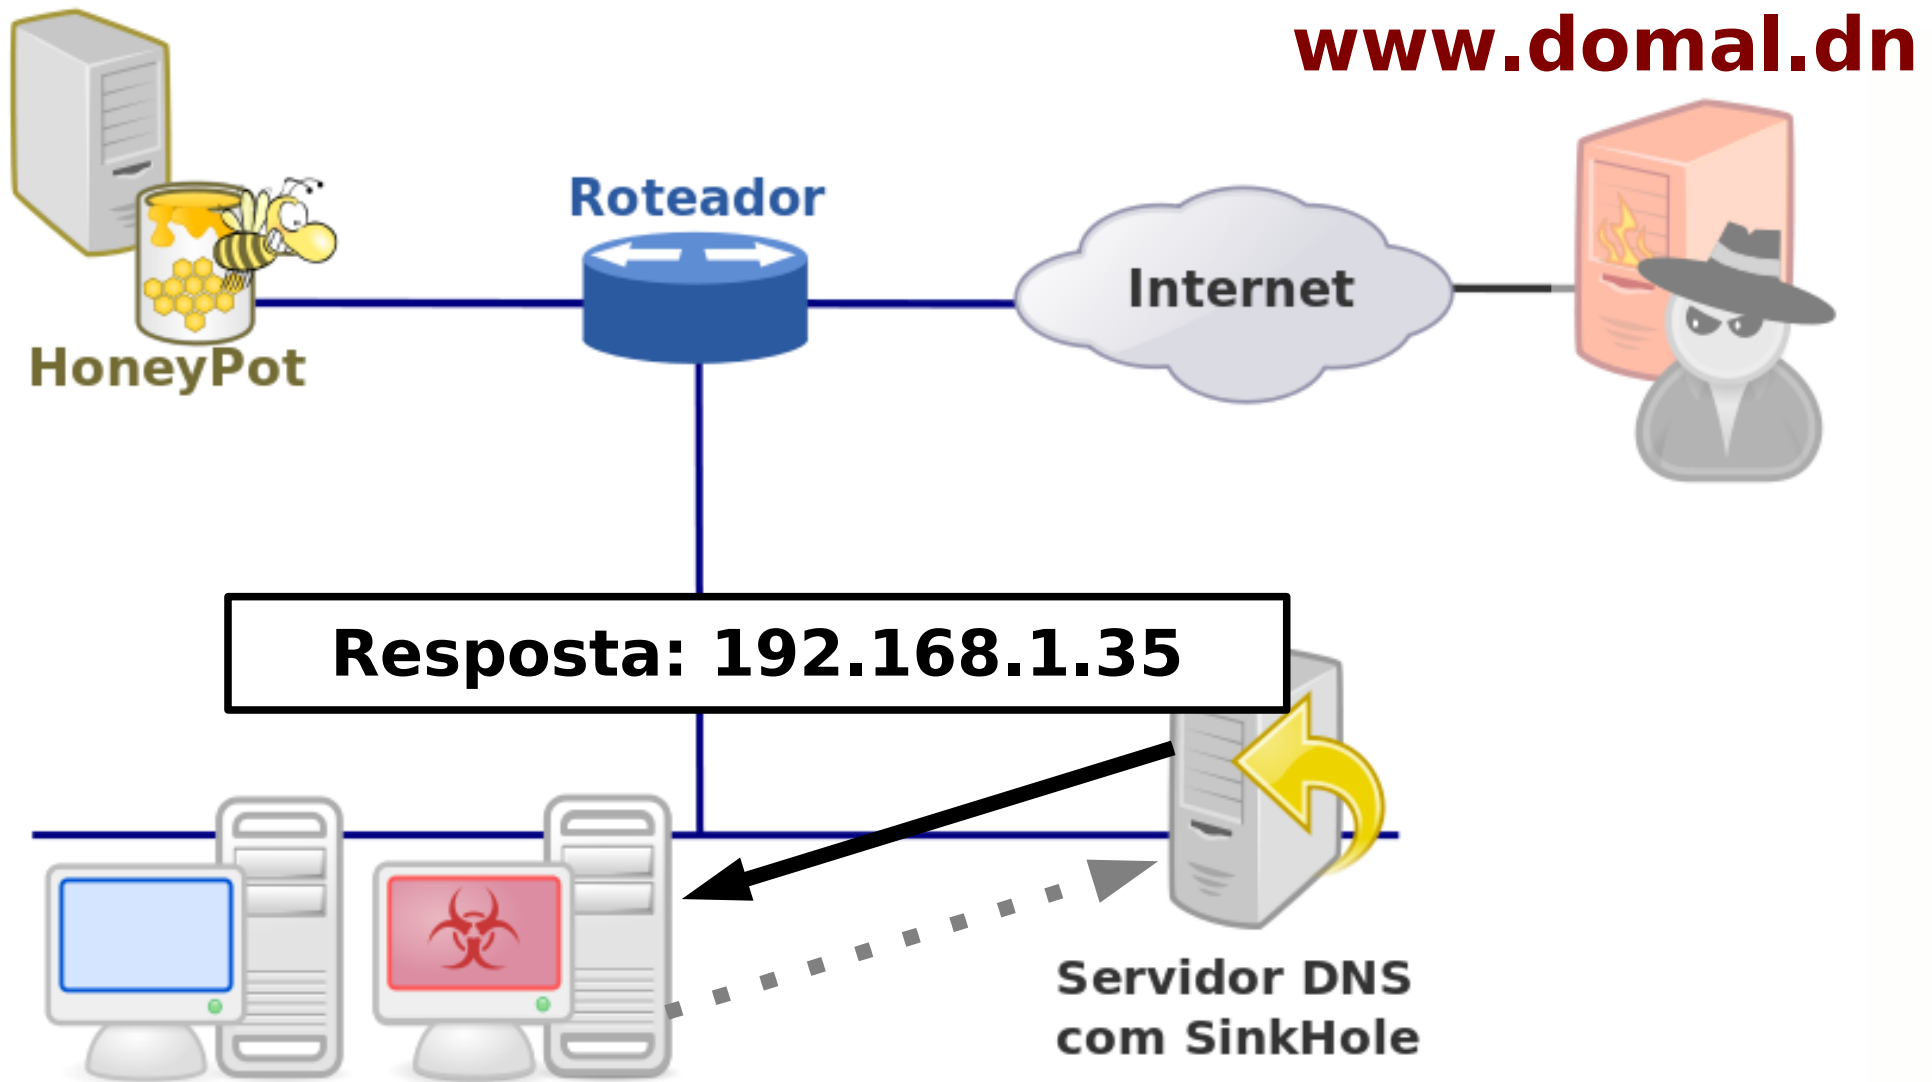 www.domal.dn
Roteador
Internet
HoneyPot
Resposta: 192.168.1.35
Servidor DNS
com SinkHole